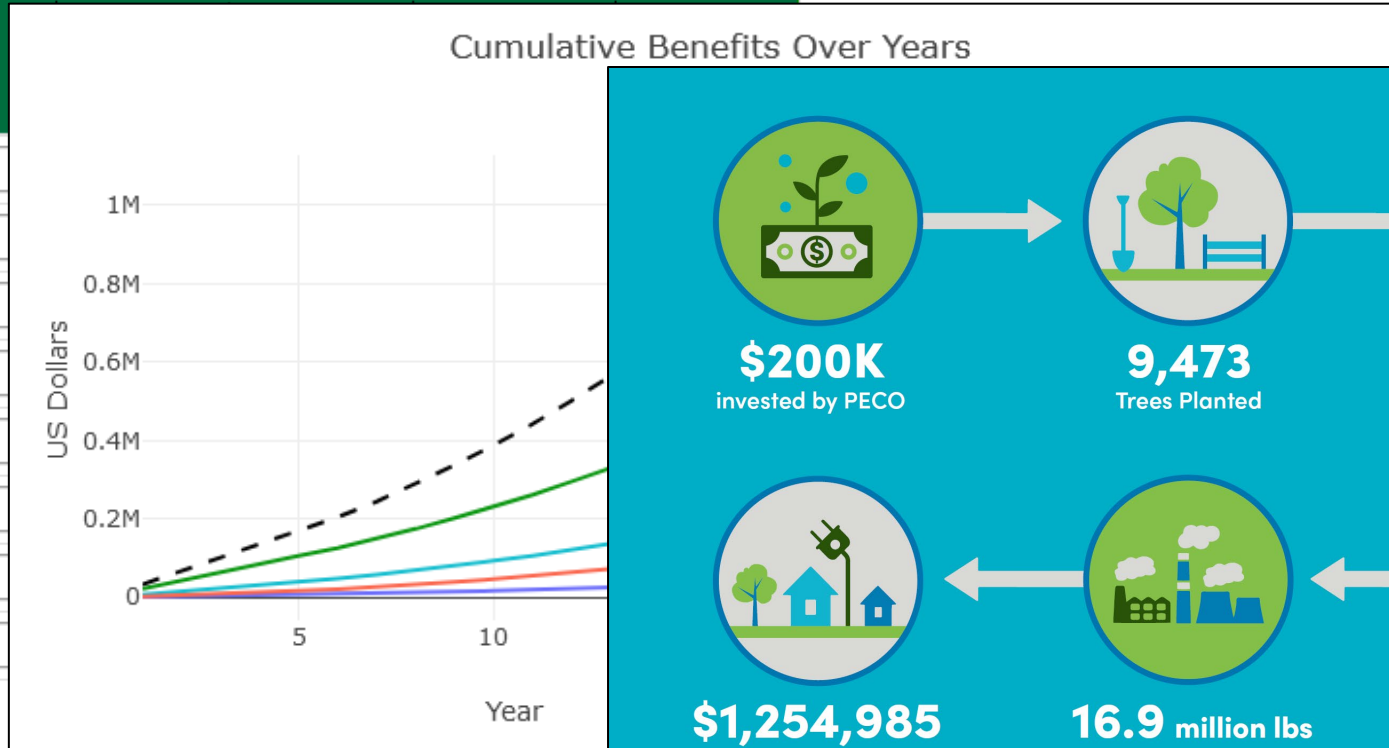 Cumulative Benefits Over Years
US Dollars
1M
0.8M
0.6M
0.4M
0.2M
0
5
10
Year
$
$200K
invested by PECO
9,473
Trees Planted
$1,254,985
16.9 million lbs